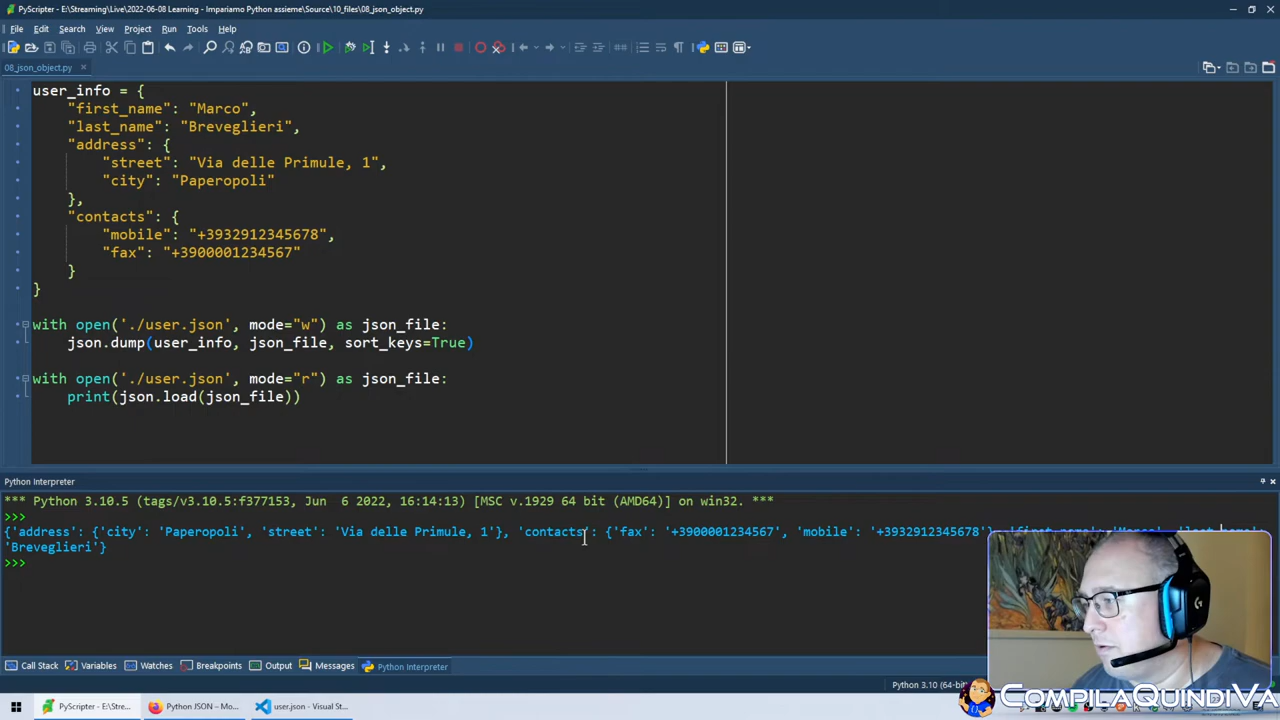 PyScripter - E:\Streaming\Live\2022-06-08 Learning - Impariamo Python assieme\Source\10_files\08_json_object.py
File Edit Search View Project Run Tools Help
08_json_object.py
user_info = {
"first_name": "Marco",
"last_name": "Breveglieri",
"address": {
"street": "Via delle Primule, 1",
"city": "Paperopoli"
},
"contacts": {
"mobile": "+3932912345678",
"fax": "+3900001234567"
}
}
with open('./user.json', mode="w") as json_file:
json.dump(user_info, json_file, sort_keys=True)
with open('./user.json', mode="r") as json_file:
print(json.load(json_file))
Python Interpreter
*** Python 3.10.5 (tags/v3.10.5:f377153, Jun 6 2022, 16:14:13) [MSC v.1929 64 bit (AMD64)] on win32. ***
>>>
{'address': {'city': 'Paperopoli', 'street': 'Via delle Primule, 1'}, 'contacts': {'fax': '+3900001234567', 'mobile': '+3932912345678'}, 'first_name': 'Marco', 'last_name':
'Breveglieri'}
>>>
Call Stack Variables Watches Breakpoints Output Messages Python Interpreter
Python 3.10 (64-bit)
PyScripter - E:\Stre... Python JSON — Mo... user.json - Visual St...
COMPILAQUINDIVA